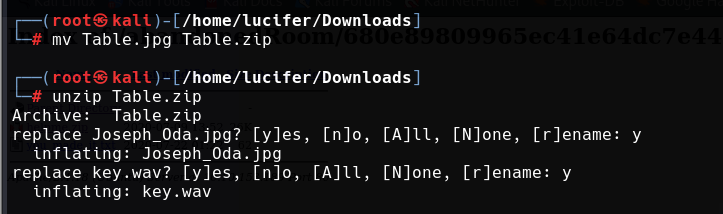 ┌──(root㉿kali)-[/home/lucifer/Downloads]
└─# mv Table.jpg Table.zip
┌──(root㉿kali)-[/home/lucifer/Downloads]
└─# unzip Table.zip
Archive:  Table.zip
replace Joseph_Oda.jpg? [y]es, [n]o, [A]ll, [N]one, [r]ename: y
  inflating: Joseph_Oda.jpg
replace key.wav? [y]es, [n]o, [A]ll, [N]one, [r]ename: y
  inflating: key.wav